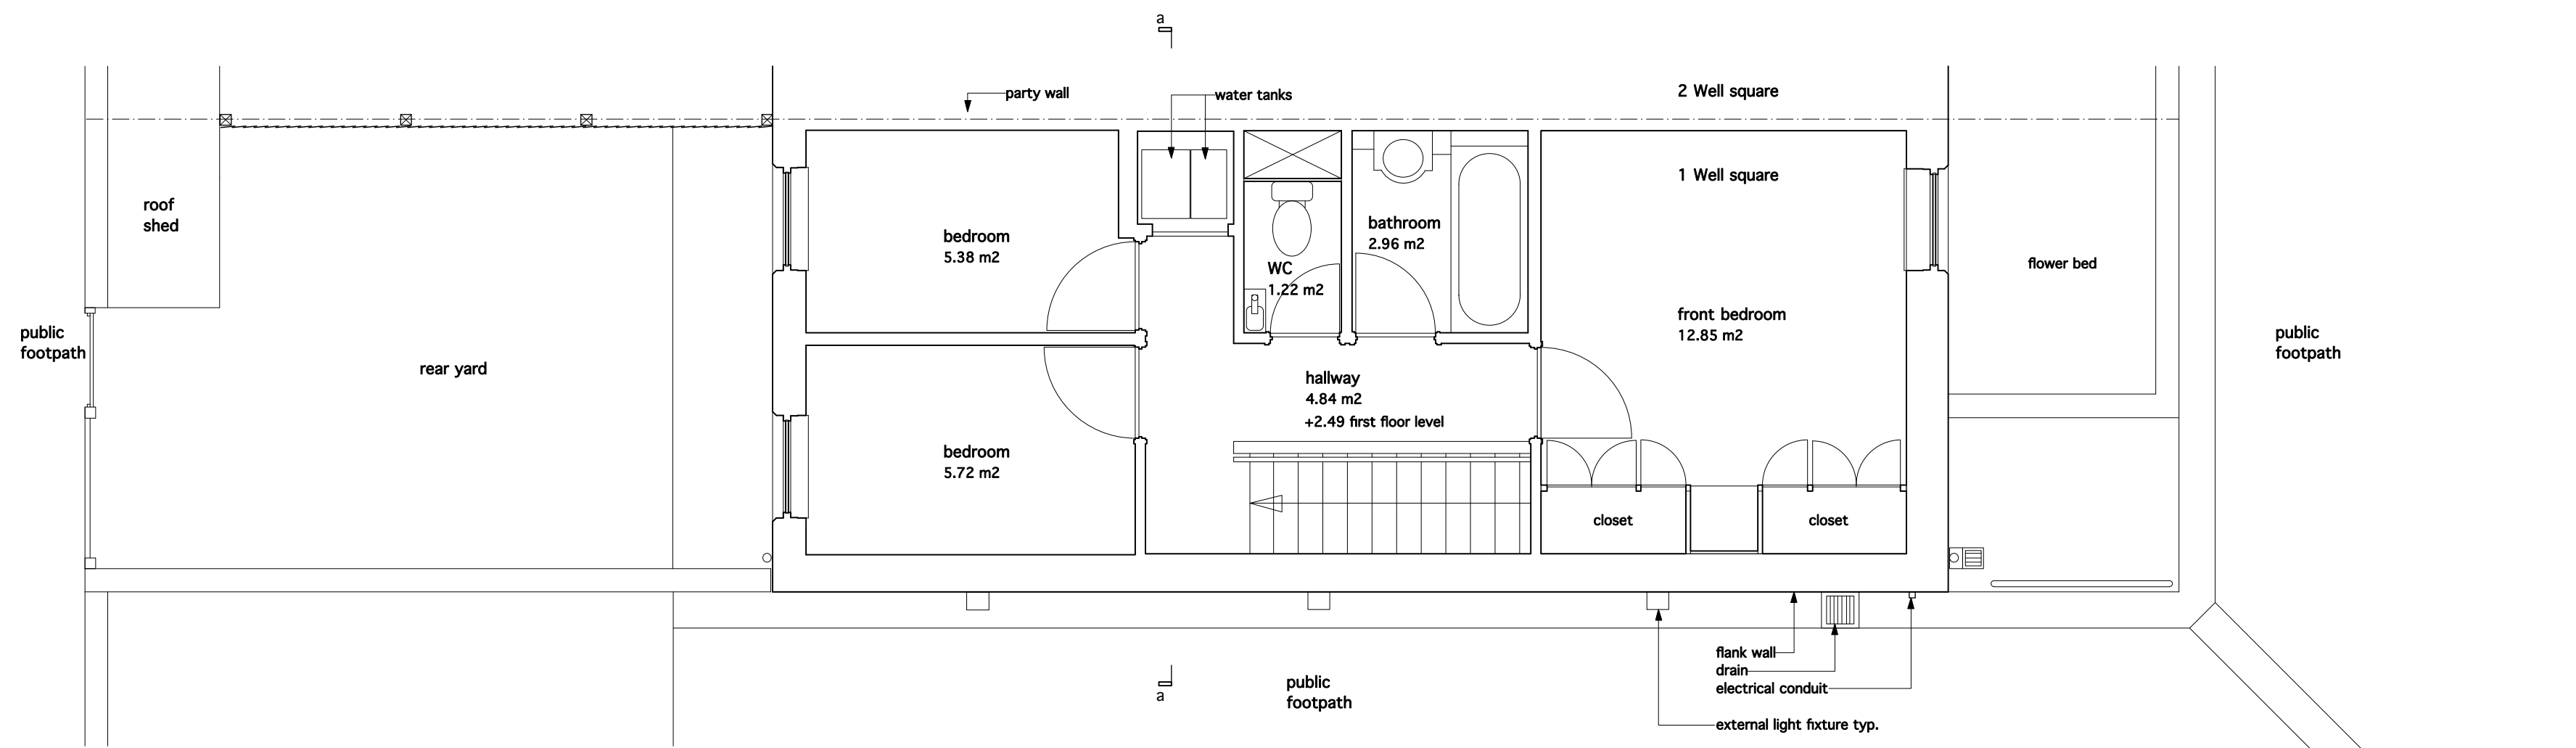 a
party wall
water tanks
2 Well square
1 Well square
roof
shed
bedroom
5.38 m2
bathroom
2.96 m2
WC
1.22 m2
flower bed
front bedroom
12.85 m2
public
footpath
public
footpath
rear yard
hallway
4.84 m2
+2.49 first floor level
bedroom
5.72 m2
closet
closet
flank wall
drain
electrical conduit
a
public
footpath
external light fixture typ.